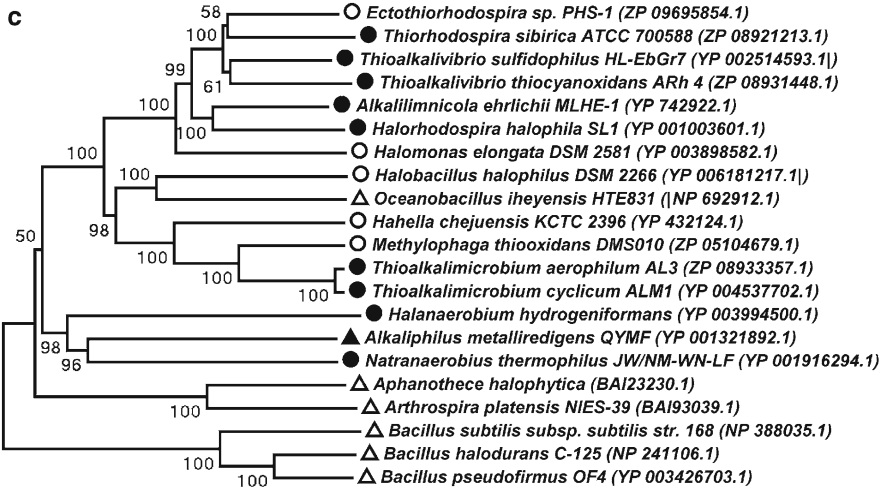 c
58 Ectothiorhodospira sp. PHS-1 (ZP 09695854.1)
100 Thiorhodospira sibirica ATCC 700588 (ZP 08921213.1)
Thioalkalivibrio sulfidophilus HL-EbGr7 (YP 002514593.1|)
99 61 Thioalkalivibrio thiocyanoxidans ARh 4 (ZP 08931448.1)
100 Alkalilimnicola ehrlichii MLHE-1 (YP 742922.1)
100 Halorhodospira halophila SL1 (YP 001003601.1)
100 Halomonas elongata DSM 2581 (YP 003898582.1)
100 Halobacillus halophilus DSM 2266 (YP 006181217.1|)
Oceanobacillus iheyensis HTE831 (|NP 692912.1)
98 Hahella chejuensis KCTC 2396 (YP 432124.1)
50 Methylophaga thiooxidans DMS010 (ZP 05104679.1)
100 100 Thioalkalimicrobium aerophilum AL3 (ZP 08933357.1)
100 Thioalkalimicrobium cyclicum ALM1 (YP 004537702.1)
Halanaerobium hydrogeniformans (YP 003994500.1)
98 Alkaliphilus metalliredigens QYMF (YP 001321892.1)
96 Natranaerobius thermophilus JW/NM-WN-LF (YP 001916294.1)
Aphanothece halophytica (BAI23230.1)
100 Arthrospira platensis NIES-39 (BAI93039.1)
Bacillus subtilis subsp. subtilis str. 168 (NP 388035.1)
100 Bacillus halodurans C-125 (NP 241106.1)
100 Bacillus pseudofirmus OF4 (YP 003426703.1)